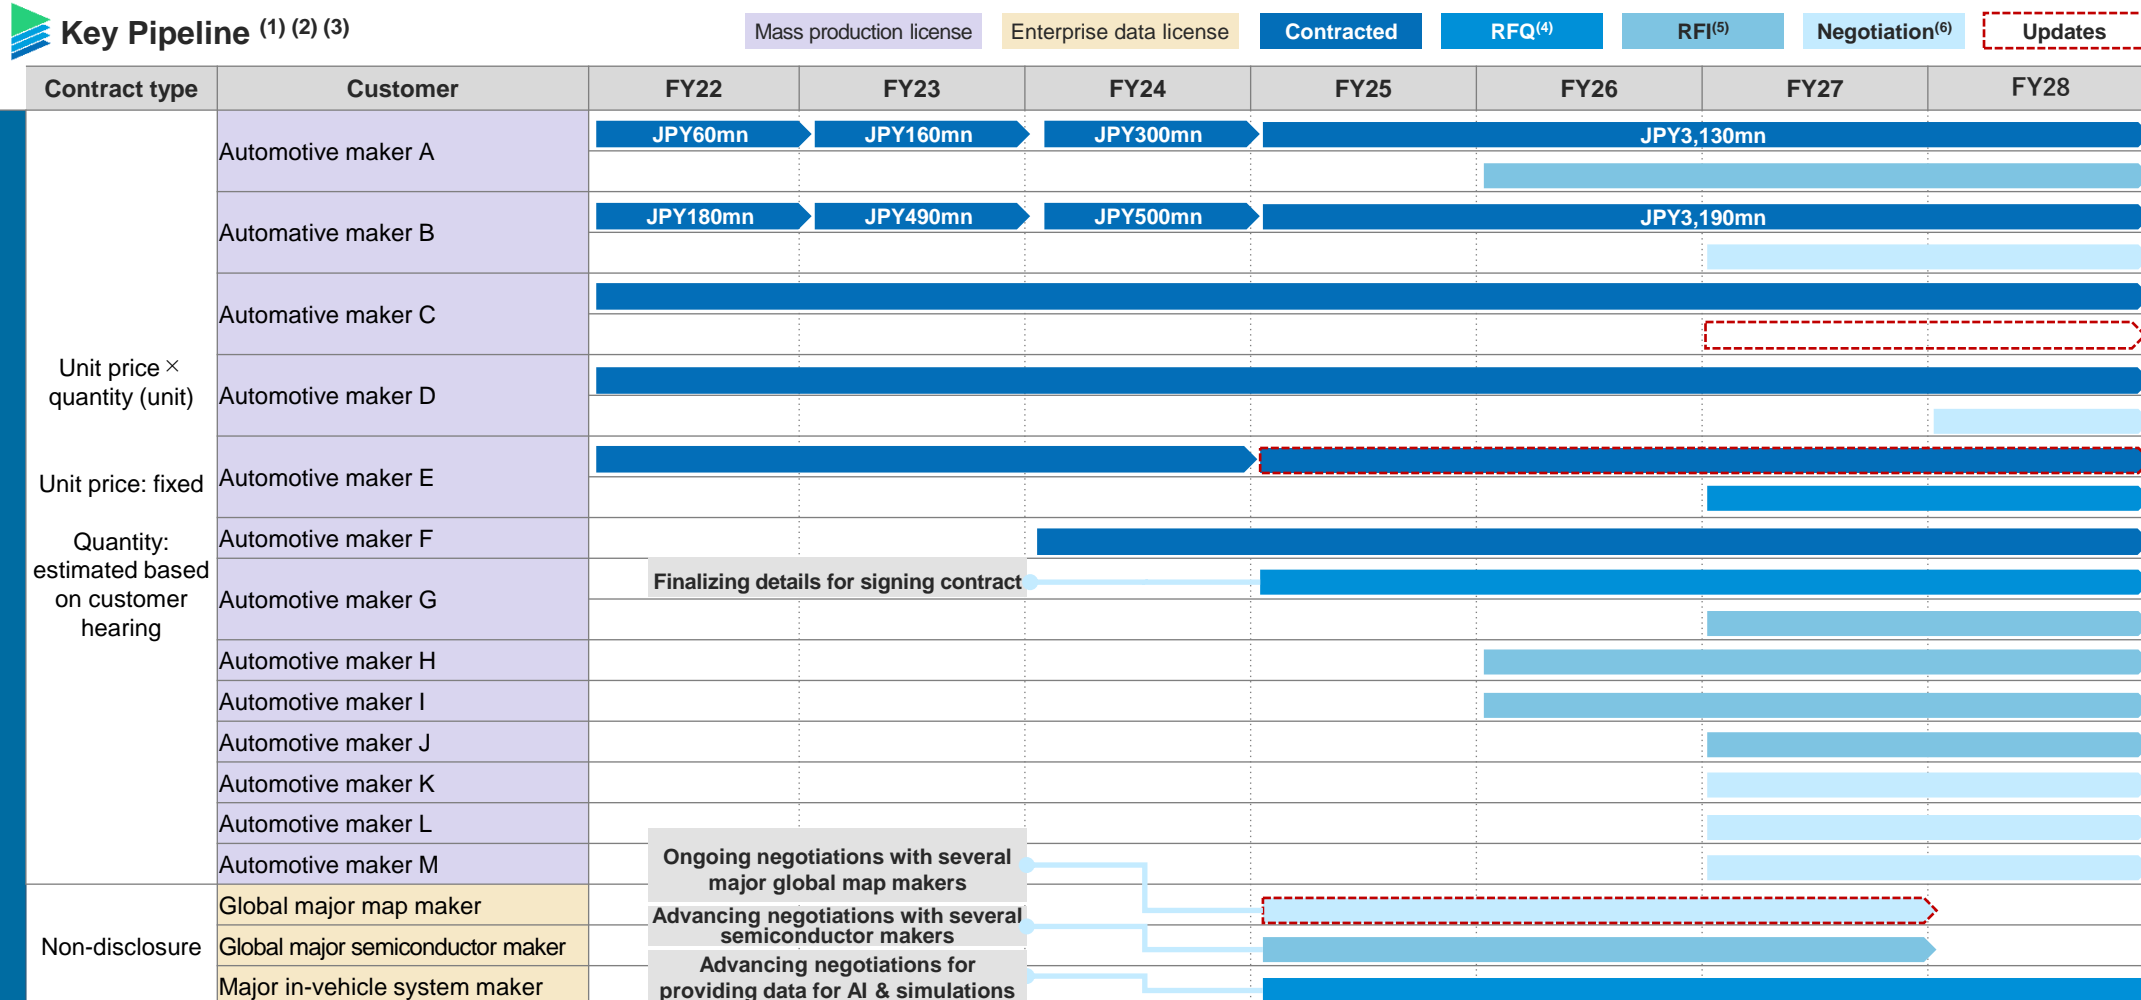 Key Pipeline (1) (2) (3)
Mass production license
Enterprise data license
Contracted
RFQ(4)
RFI(5)
Negotiation(6)
Updates
Contract type
Customer
FY22
FY23
FY24
FY25
FY26
FY27
FY28
Unit price ×
quantity (unit)
Unit price: fixed
Quantity:
estimated based
on customer
hearing
Automotive maker A
JPY60mn
JPY160mn
JPY300mn
JPY3,130mn
Automative maker B
JPY180mn
JPY490mn
JPY500mn
JPY3,190mn
Automative maker C
Automotive maker D
Automotive maker E
Automotive maker F
Automotive maker G
Finalizing details for signing contract
Automotive maker H
Automotive maker I
Automotive maker J
Automotive maker K
Automotive maker L
Automotive maker M
Ongoing negotiations with several
major global map makers
Non-disclosure
Global major map maker
Advancing negotiations with several
semiconductor makers
Global major semiconductor maker
Advancing negotiations for
providing data for AI & simulations
Major in-vehicle system maker